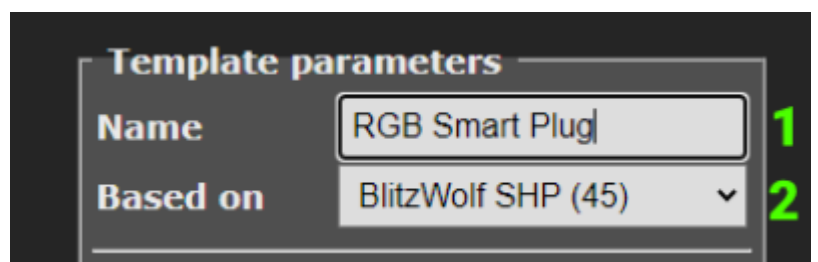 Template parameters
Name RGB Smart Plug 1
Based on BlitzWolf SHP (45) 2